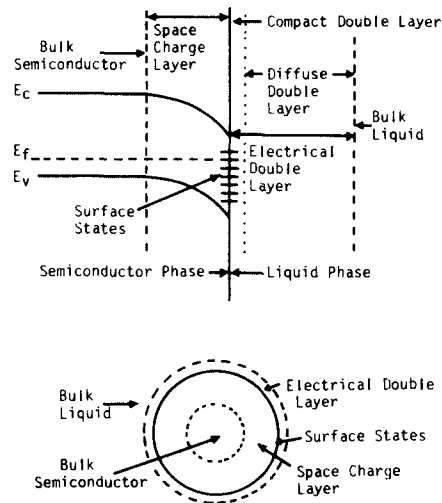 Space
Charge
Layer
Compact Double Layer
Bulk
Semiconductor
Diffuse
Double
Layer
Ec
Bulk
Liquid
Ef
Electrical
Double
Layer
Ev
Surface
States
Semiconductor Phase
Liquid Phase
Bulk
Liquid
Electrical Double
Layer
Surface States
Bulk
Semiconductor
Space Charge
Layer